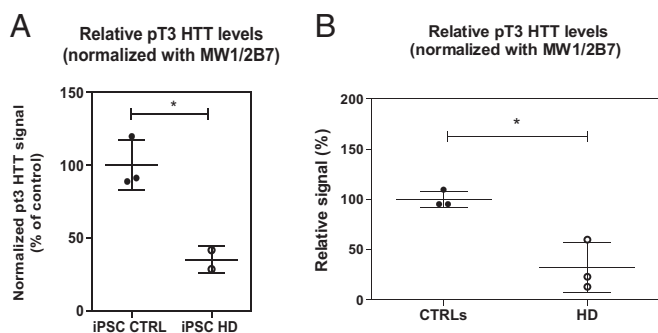 A
Relative pT3 HTT levels
(normalized with MW1/2B7)
Normalized pt3 HTT signal
(% of control)
150
100
50
0
*
iPSC CTRL
iPSC HD
B
Relative pT3 HTT levels
(normalized with MW1/2B7)
Relative signal (%)
200
150
100
50
0
*
CTRLs
HD